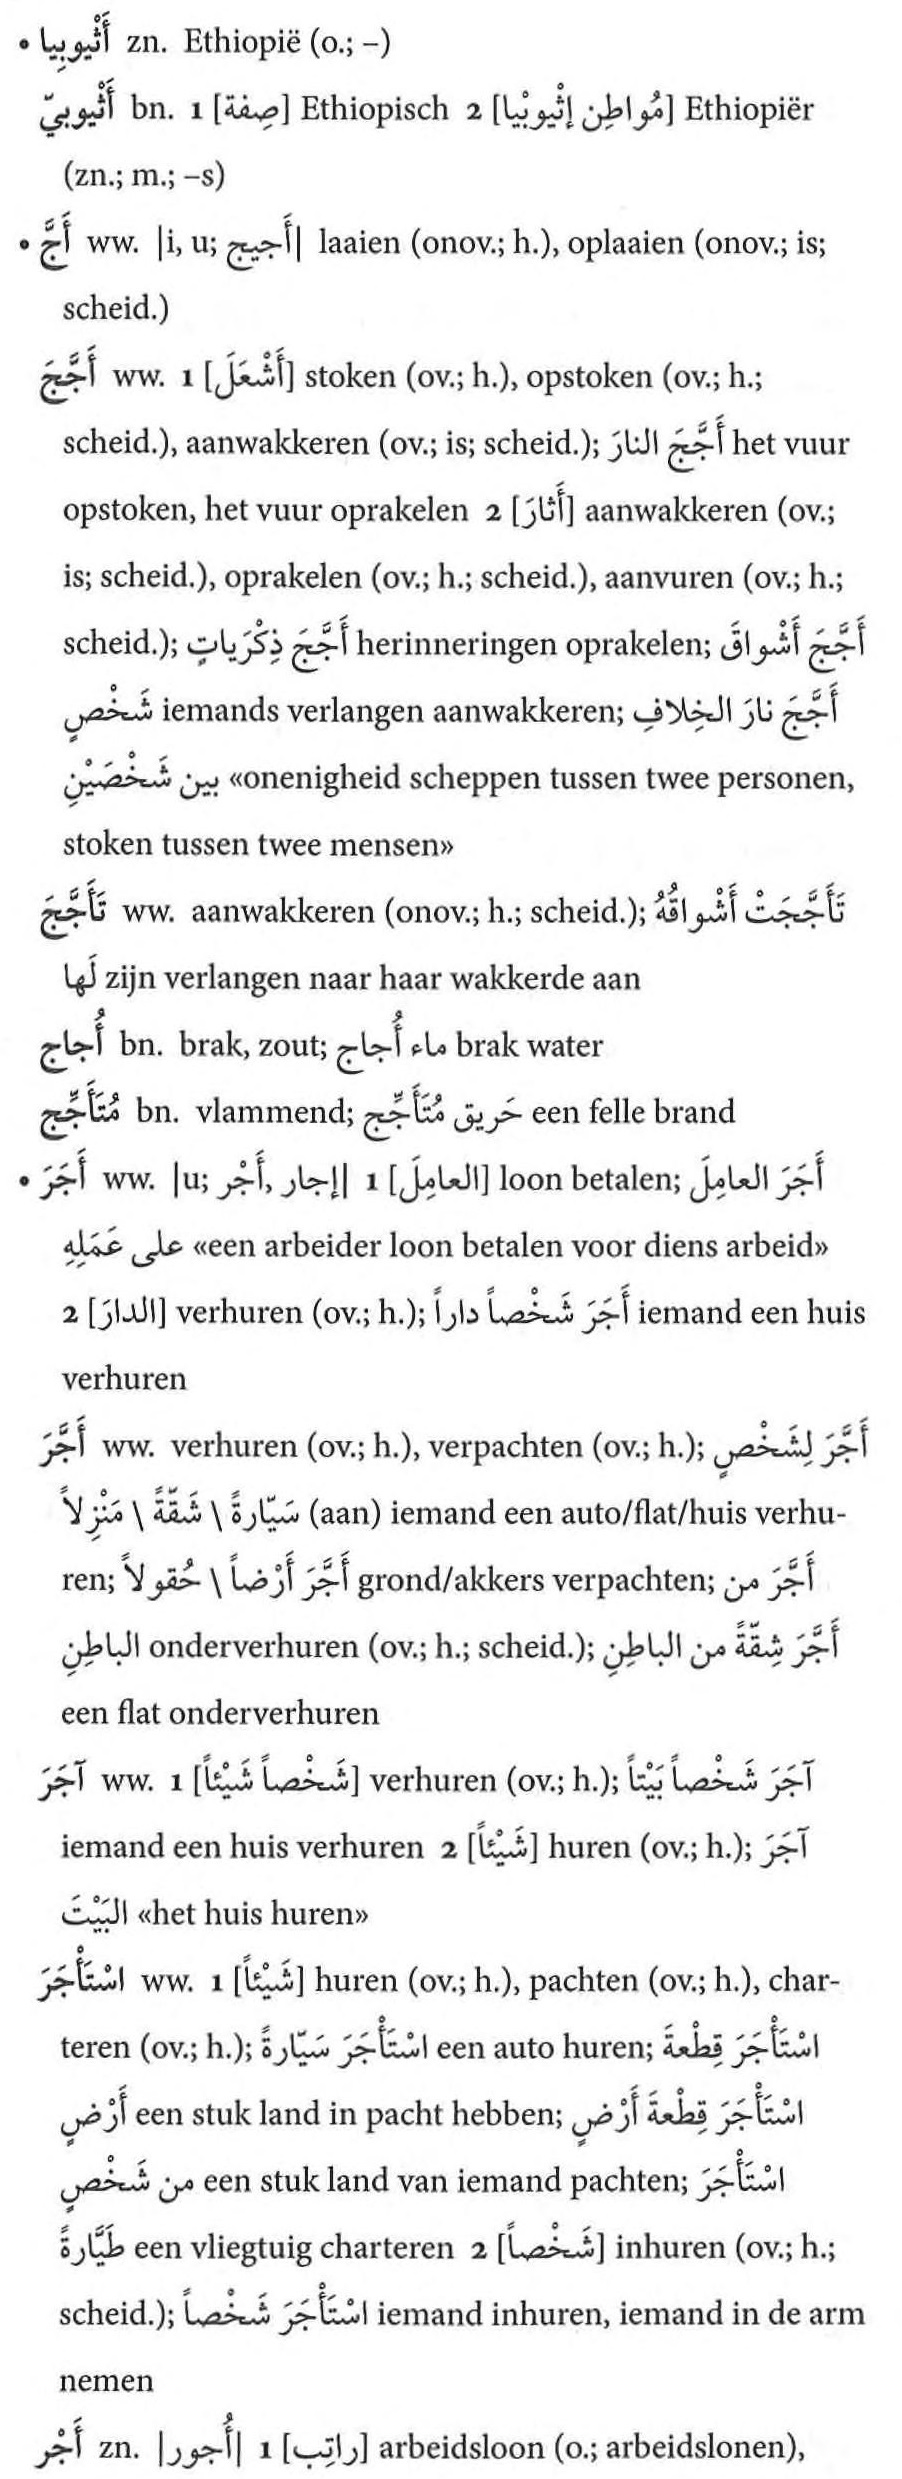 • أَثْيوبِيا zn. Ethiopië (o.; –)
أَثْيوبيّ bn. 1 [صِفة] Ethiopisch 2 [مُواطِن إثْيوبْيا] Ethiopiër
(zn.; m.; –s)
• أَجَّ ww. |i, u; أَجيج| laaien (onov.; h.), oplaaien (onov.; is;
scheid.)
أَجَّجَ ww. 1 [أَشْعَلَ] stoken (ov.; h.), opstoken (ov.; h.;
scheid.), aanwakkeren (ov.; is; scheid.); أَجَّجَ النارَ het vuur
opstoken, het vuur oprakelen 2 [أَثارَ] aanwakkeren (ov.;
is; scheid.), oprakelen (ov.; h.; scheid.), aanvuren (ov.; h.;
scheid.); أَجَّجَ ذِكْرَياتٍ herinneringen oprakelen; أَجَّجَ أَشْواقَ
شَخْصٍ iemands verlangen aanwakkeren; أَجَّجَ نارَ الخِلافِ
بين شَخْصَيْنِ «onenigheid scheppen tussen twee personen,
stoken tussen twee mensen»
تَأَجَّجَ ww. aanwakkeren (onov.; h.; scheid.); تَأَجَّجَتْ أَشْواقُهُ
لَها zijn verlangen naar haar wakkerde aan
أُجاج bn. brak, zout; ماء أُجاج brak water
مُتَأَجِّج bn. vlammend; حَريق مُتَأَجِّج een felle brand
• أَجَرَ ww. |u; أَجْر, إجار| 1 [العامِلَ] loon betalen; أَجَرَ العامِلَ
على عَمَلِهِ «een arbeider loon betalen voor diens arbeid»
2 [الدارَ] verhuren (ov.; h.); أَجَرَ شَخْصاً داراً iemand een huis
verhuren
أَجَّرَ ww. verhuren (ov.; h.), verpachten (ov.; h.); أَجَّرَ لِشَخْصٍ
سَيّارةً \ شَقّةً \ مَنْزِلاً (aan) iemand een auto/flat/huis verhu-
ren; أَجَّرَ أَرْضاً \ حُقولاً grond/akkers verpachten; أَجَّرَ من
الباطِنِ onderverhuren (ov.; h.; scheid.); أَجَّرَ شِقّةً من الباطِنِ
een flat onderverhuren
آجَرَ ww. 1 [شَخْصاً شَيْئاً] verhuren (ov.; h.); آجَرَ شَخْصاً بَيْتاً
iemand een huis verhuren 2 [شَيْئاً] huren (ov.; h.); آجَرَ
البَيْتَ «het huis huren»
اسْتَأْجَرَ ww. 1 [شَيْئاً] huren (ov.; h.), pachten (ov.; h.), char-
teren (ov.; h.); اسْتَأْجَرَ سَيّارةً een auto huren; اسْتَأْجَرَ قِطْعةَ
أَرْضٍ een stuk land in pacht hebben; اسْتَأْجَرَ قِطْعةَ أَرْضٍ
من شَخْصٍ een stuk land van iemand pachten; اسْتَأْجَرَ
طَيَّارةً een vliegtuig charteren 2 [شَخْصاً] inhuren (ov.; h.;
scheid.); اسْتَأْجَرَ شَخْصاً iemand inhuren, iemand in de arm
nemen
أَجْر zn. |أُجور| 1 [راتِب] arbeidsloon (o.; arbeidslonen),